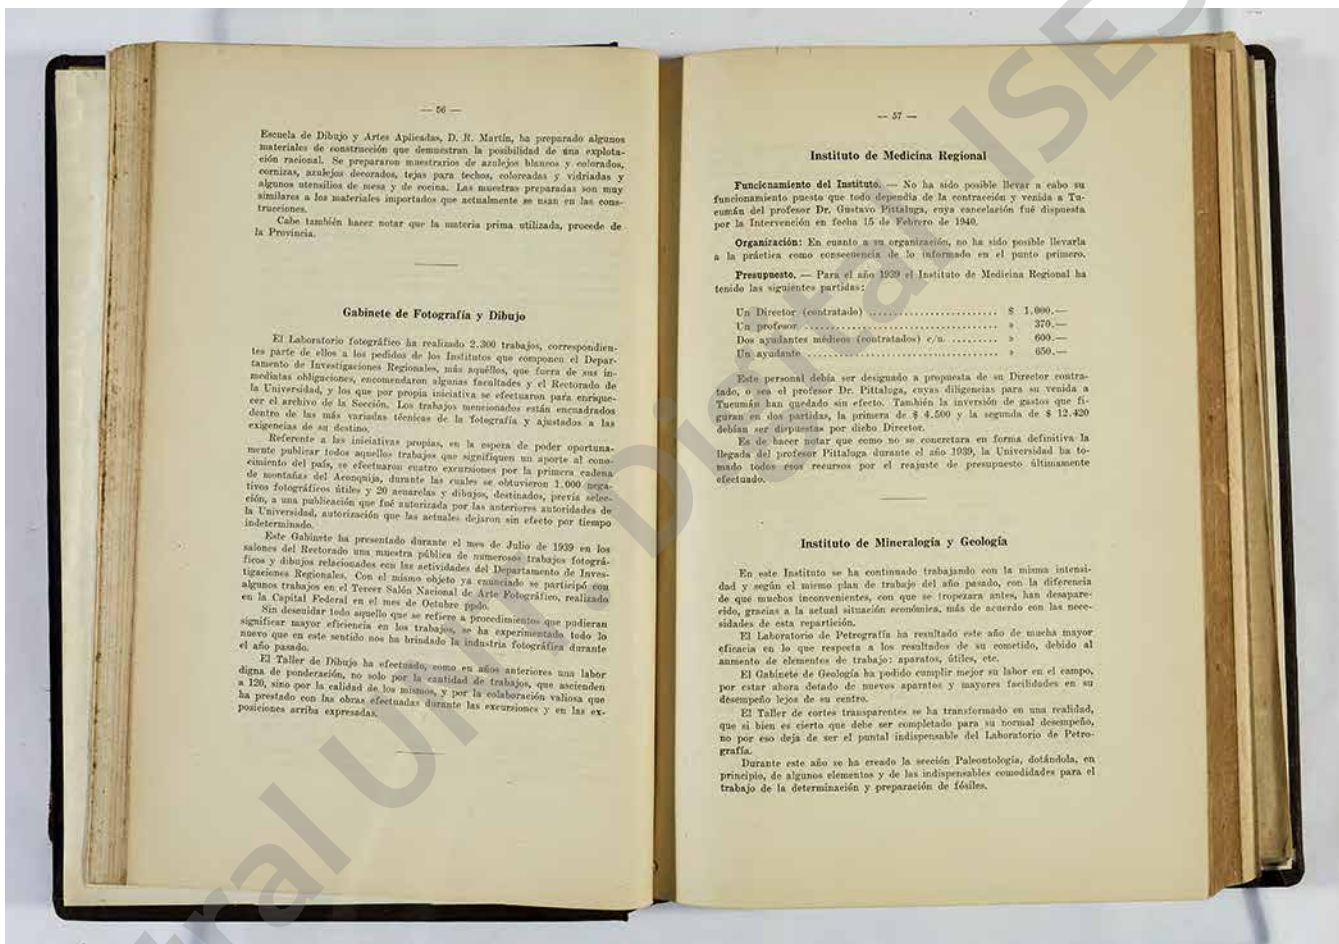 — 56 —
Escuela de Dibujo y Artes Aplicadas, D. R. Martín, ha preparado algunos
materiales de construcción que demuestran la posibilidad de una explota-
ción racional. Se prepararon muestrarios de azulejos blancos y colorados,
cornizas, azulejos decorados, tejas para techos, coloreadas y vidriadas y
algunos utensilios de mesa y de cocina. Las muestras preparadas son muy
similares a los materiales importados que actualmente se usan en las cons-
trucciones.
Cabe también hacer notar que la materia prima utilizada, procede de
la Provincia.
Gabinete de Fotografía y Dibujo
El Laboratorio fotográfico ha realizado 2.300 trabajos, correspondien-
tes parte de ellos a los pedidos de los Institutos que componen el Depar-
tamento de Investigaciones Regionales, más aquéllos, que fuera de sus in-
mediatas obligaciones, encomendaron algunas facultades y el Rectorado de
la Universidad, y los que por propia iniciativa se efectuaron para enrique-
cer el archivo de la Sección. Los trabajos mencionados están encuadrados
dentro de las más variadas técnicas de la fotografía y ajustados a las
exigencias de su destino.
Referente a las iniciativas propias, en la espera de poder oportuna-
mente publicar todos aquellos trabajos que signifiquen un aporte al cono-
cimiento del país, se efectuaron cuatro excursiones por la primera cadena
de montañas del Aconquija, durante las cuales se obtuvieron 1.000 nega-
tivos fotográficos útiles y 20 acuarelas y dibujos, destinados, previa selec-
ción, a una publicación que fué autorizada por las anteriores autoridades de
la Universidad, autorización que las actuales dejaron sin efecto por tiempo
indeterminado.
Este Gabinete ha presentado durante el mes de Julio de 1939 en los
salones del Rectorado una muestra pública de numerosos trabajos fotográ-
ficos y dibujos relacionados con las actividades del Departamento de Inves-
tigaciones Regionales. Con el mismo objeto ya enunciado se participó con
algunos trabajos en el Tercer Salón Nacional de Arte Fotográfico, realizado
en la Capital Federal en el mes de Octubre ppdo.
Sin descuidar todo aquello que se refiere a procedimientos que pudieran
significar mayor eficiencia en los trabajos, se ha experimentado todo lo
nuevo que en este sentido nos ha brindado la industria fotográfica durante
el año pasado.
El Taller de Dibujo ha efectuado, como en años anteriores una labor
digna de ponderación, no solo por la cantidad de trabajos, que ascienden
a 120, sino por la calidad de los mismos, y por la colaboración valiosa que
ha prestado con las obras efectuadas durante las excursiones y en las ex-
posiciones arriba expresadas.
— 57 —
Instituto de Medicina Regional
Funcionamiento del Instituto. — No ha sido posible llevar a cabo su
funcionamiento puesto que todo dependía de la contracción y venida a Tu-
cumán del profesor Dr. Gustavo Pittaluga, cuya cancelación fué dispuesta
por la Intervención en fecha 15 de Febrero de 1940.
Organización: En cuanto a su organización, no ha sido posible llevarla
a la práctica como consecuencia de lo informado en el punto primero.
Presupuesto. — Para el año 1939 el Instituto de Medicina Regional ha
tenido las siguientes partidas:
Un Director (contratado) ........................ $ 1.000.—
Un profesor .................................... » 370.—
Dos ayudantes médicos (contratados) c/u. ......... » 600.—
Un ayudante .................................... » 650.—
Este personal debía ser designado a propuesta de su Director contra-
tado, o sea el profesor Dr. Pittaluga, cuyas diligencias para su venida a
Tucumán han quedado sin efecto. También la inversión de gastos que fi-
guran en dos partidas, la primera de $ 4.500 y la segunda de $ 12.420
debían ser dispuestas por dicho Director.
Es de hacer notar que como no se concretara en forma definitiva la
llegada del profesor Pittaluga durante el año 1939, la Universidad ha to-
mado todos esos recursos por el reajuste de presupuesto últimamente
efectuado.
Instituto de Mineralogía y Geología
En este Instituto se ha continuado trabajando con la misma intensi-
dad y según el mismo plan de trabajo del año pasado, con la diferencia
de que muchos inconvenientes, con que se tropezara antes, han desapare-
cido, gracias a la actual situación económica, más de acuerdo con las nece-
sidades de esta repartición.
El Laboratorio de Petrografía ha resultado este año de mucha mayor
eficacia en lo que respecta a los resultados de su cometido, debido al
aumento de elementos de trabajo: aparatos, útiles, etc.
El Gabinete de Geología ha podido cumplir mejor su labor en el campo,
por estar ahora dotado de nuevos aparatos y mayores facilidades en su
desempeño lejos de su centro.
El Taller de cortes transparentes se ha transformado en una realidad,
que si bien es cierto que debe ser completado para su normal desempeño,
no por eso deja de ser el puntal indispensable del Laboratorio de Petro-
grafía.
Durante este año se ha creado la sección Paleontología, dotándola, en
principio, de algunos elementos y de las indispensables comodidades para el
trabajo de la determinación y preparación de fósiles.